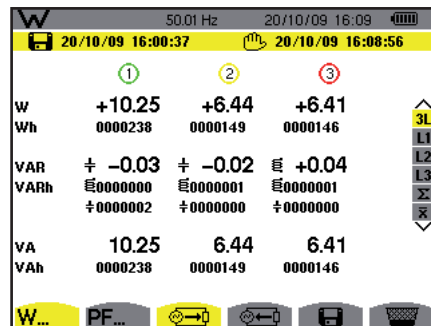 W 50.01 Hz 20/10/09 16:09
20/10/09 16:00:37 20/10/09 16:08:56
1 2 3
W +10.25 +6.44 +6.41
Wh 0000238 0000149 0000146
3L
L1
VAR -0.03 -0.02 +0.04
L2
VARh 0000000 0000001 0000001
L3
0000002 0000000 0000000
Σ
x̄
VA 10.25 6.44 6.41
VAh 0000238 0000149 0000146
W... PF...